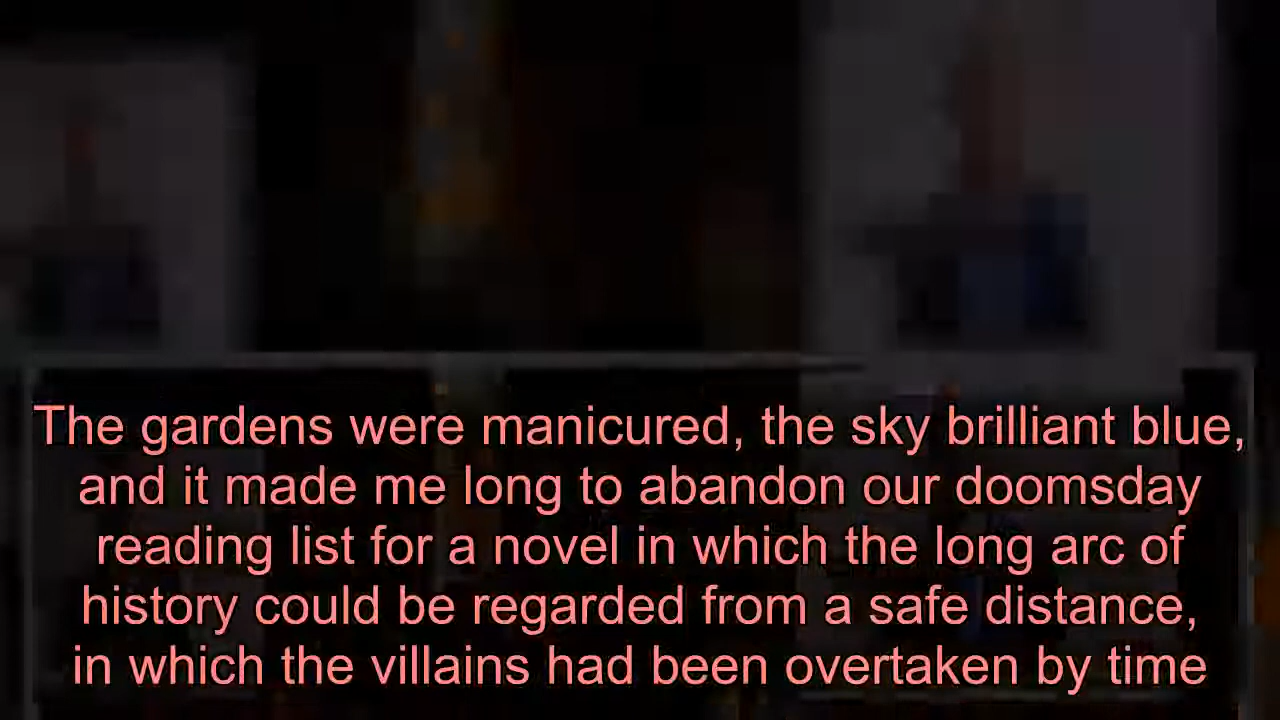 The gardens were manicured, the sky brilliant blue,
and it made me long to abandon our doomsday
reading list for a novel in which the long arc of
history could be regarded from a safe distance,
in which the villains had been overtaken by time